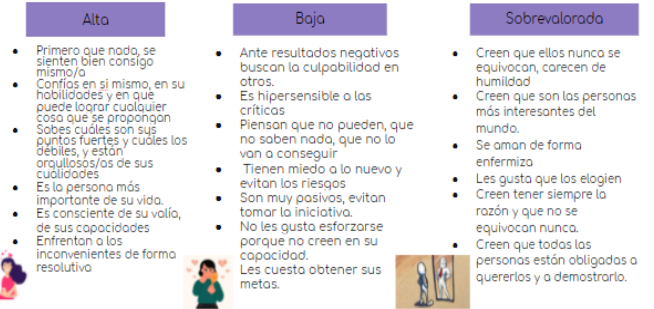 Alta
• Primero que nada, se
sienten bien consigo
mismo/a
• Confías en si mismo, en su
habilidades y en que
puede lograr cualquier
cosa que se propongan
• Sabes cuáles son sus
puntos fuertes y cuáles los
débiles, y están
orgullosos/as de sus
cualidades
• Es la persona más
importante de su vida.
• Es consciente de su valía,
de sus capacidades
• Enfrentan a los
inconvenientes de forma
resolutiva
Baja
• Ante resultados negativos
buscan la culpabilidad en
otros.
• Es hipersensible a las
críticas
• Piensan que no pueden, que
no saben nada, que no lo
van a conseguir
• Tienen miedo a lo nuevo y
evitan los riesgos
• Son muy pasivos, evitan
tomar la iniciativa.
• No les gusta esforzarse
porque no creen en su
capacidad.
Les cuesta obtener sus
metas.
Sobrevalorada
• Creen que ellos nunca se
equivocan, carecen de
humildad
• Creen que son las personas
más interesantes del
mundo.
• Se aman de forma
enfermiza
• Les gusta que los elogien
• Creen tener siempre la
razón y que no se
equivocan nunca.
• Creen que todas las
personas están obligadas a
quererlos y a demostrarlo.